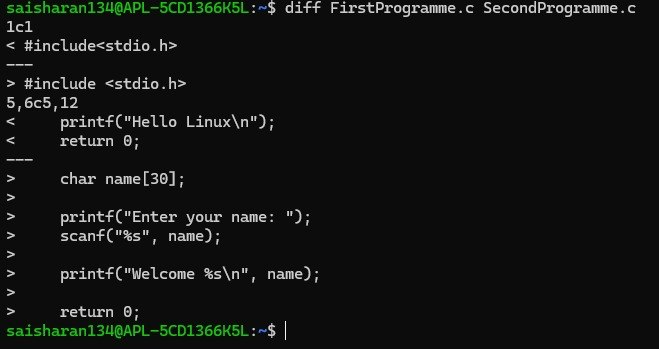 saisharan134@APL-5CD1366K5L:~$ diff FirstProgramme.c SecondProgramme.c
1c1
< #include<stdio.h>
---
> #include <stdio.h>
5,6c5,12
<     printf("Hello Linux\n");
<     return 0;
---
>     char name[30];
>
>     printf("Enter your name: ");
>     scanf("%s", name);
>
>     printf("Welcome %s\n", name);
>
>     return 0;
saisharan134@APL-5CD1366K5L:~$